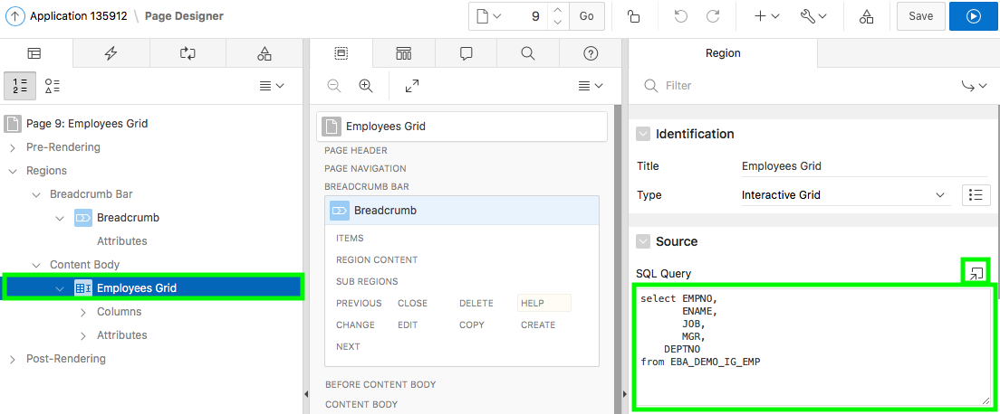 Application 135912 \ Page Designer
9
Go
Save
Region
Filter
Page 9: Employees Grid
Pre-Rendering
Regions
Breadcrumb Bar
Breadcrumb
Attributes
Content Body
Employees Grid
Columns
Attributes
Post-Rendering
Employees Grid
PAGE HEADER
PAGE NAVIGATION
BREADCRUMB BAR
Breadcrumb
ITEMS
REGION CONTENT
SUB REGIONS
PREVIOUS CLOSE DELETE HELP
CHANGE EDIT COPY CREATE
NEXT
BEFORE CONTENT BODY
CONTENT BODY
Identification
Title Employees Grid
Type Interactive Grid
Source
SQL Query
select EMPNO,
ENAME,
JOB,
MGR,
DEPTNO
from EBA_DEMO_IG_EMP